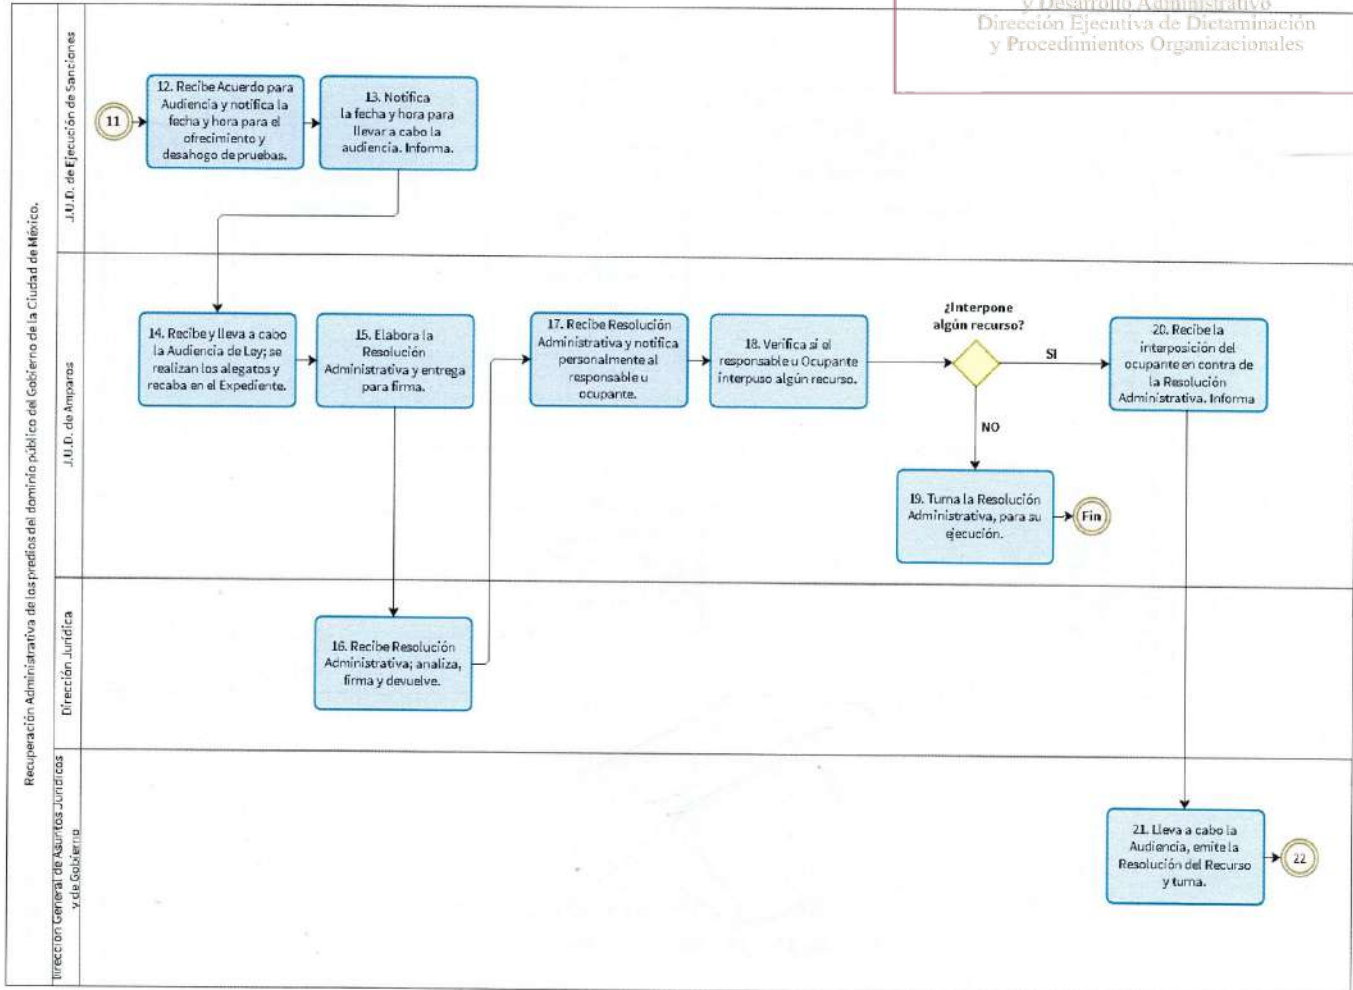 y Desarrollo Administrativo
Dirección Ejecutiva de Dictaminación
y Procedimientos Organizacionales
Recuperación Administrativa de los predios del dominio público del Gobierno de la Ciudad de México.
J.U.D. de Ejecución de Sanciones
11
12. Recibe Acuerdo para
Audiencia y notifica la
fecha y hora para el
ofrecimiento y
desahogo de pruebas.
13. Notifica
la fecha y hora para
llevar a cabo la
audiencia. Informa.
J.U.D. de Amparos
14. Recibe y lleva a cabo
la Audiencia de Ley; se
realizan los alegatos y
recaba en el Expediente.
15. Elabora la
Resolución
Administrativa y entrega
para firma.
17. Recibe Resolución
Administrativa y notifica
personalmente al
responsable u
ocupante.
18. Verifica si el
responsable u Ocupante
interpuso algún recurso.
¿Interpone
algún recurso?
SI
NO
20. Recibe la
interposición del
ocupante en contra de
la Resolución
Administrativa. Informa
19. Turna la Resolución
Administrativa, para su
ejecución.
Fin
Dirección Jurídica
16. Recibe Resolución
Administrativa; analiza,
firma y devuelve.
Dirección General de Asuntos Jurídicos
y de Gobierno
21. Lleva a cabo la
Audiencia, emite la
Resolución del Recurso
y turna.
22